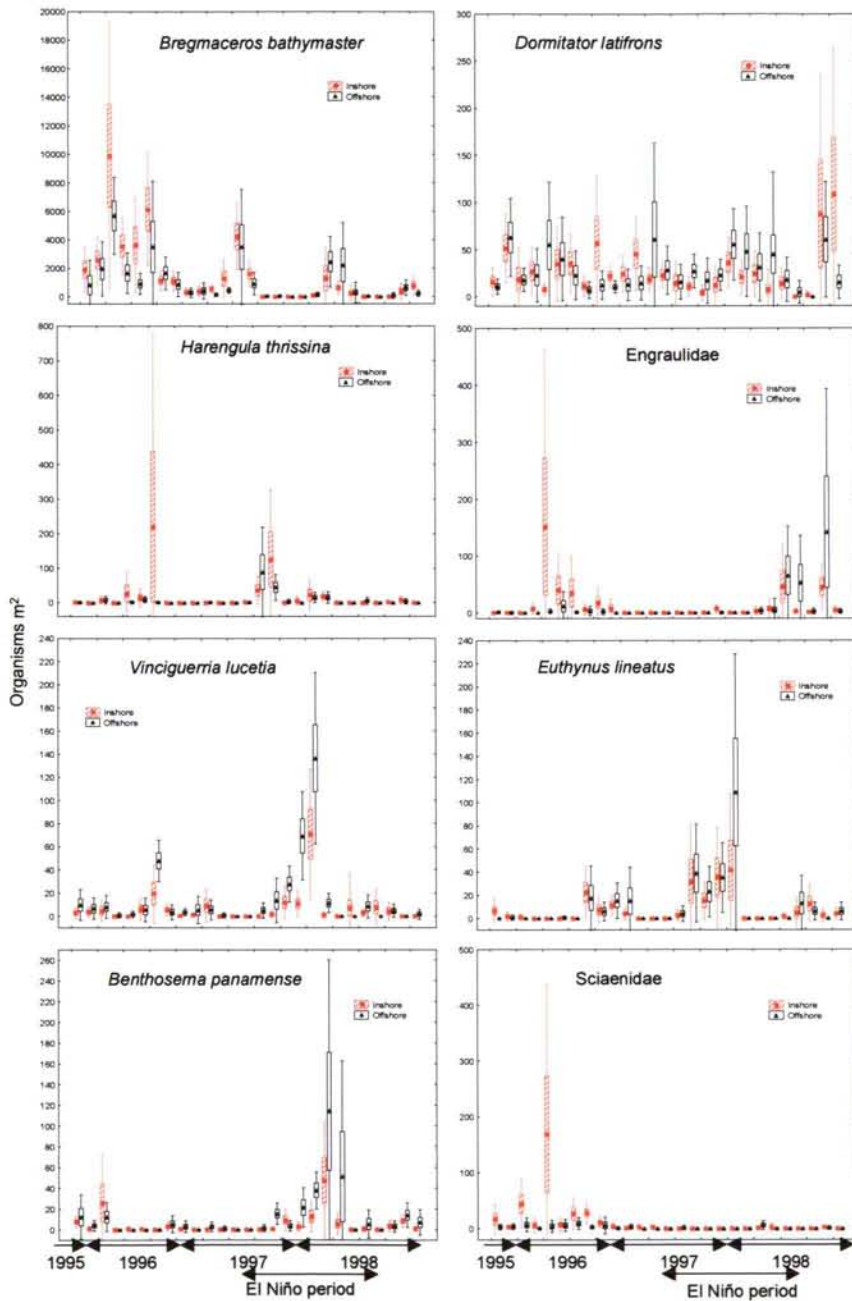 Bregmaceros bathymaster
Inshore
Offshore
20000
18000
16000
14000
12000
10000
8000
6000
4000
2000
0
Dormitator latifrons
Inshore
Offshore
300
250
200
150
100
50
0
Harengula thrissina
Inshore
Offshore
800
700
600
500
400
300
200
100
0
Engraulidae
Inshore
Offshore
500
400
300
200
100
0
Organisms m²
Vinciguerria lucetia
Inshore
Offshore
240
220
200
180
160
140
120
100
80
60
40
20
0
Euthynus lineatus
Inshore
Offshore
240
220
200
180
160
140
120
100
80
60
40
20
0
Benthosema panamense
Inshore
Offshore
260
240
220
200
180
160
140
120
100
80
60
40
20
0
Sciaenidae
Inshore
Offshore
500
400
300
200
100
0
1995 1996 1997 1998
El Niño period
1995 1996 1997 1998
El Niño period